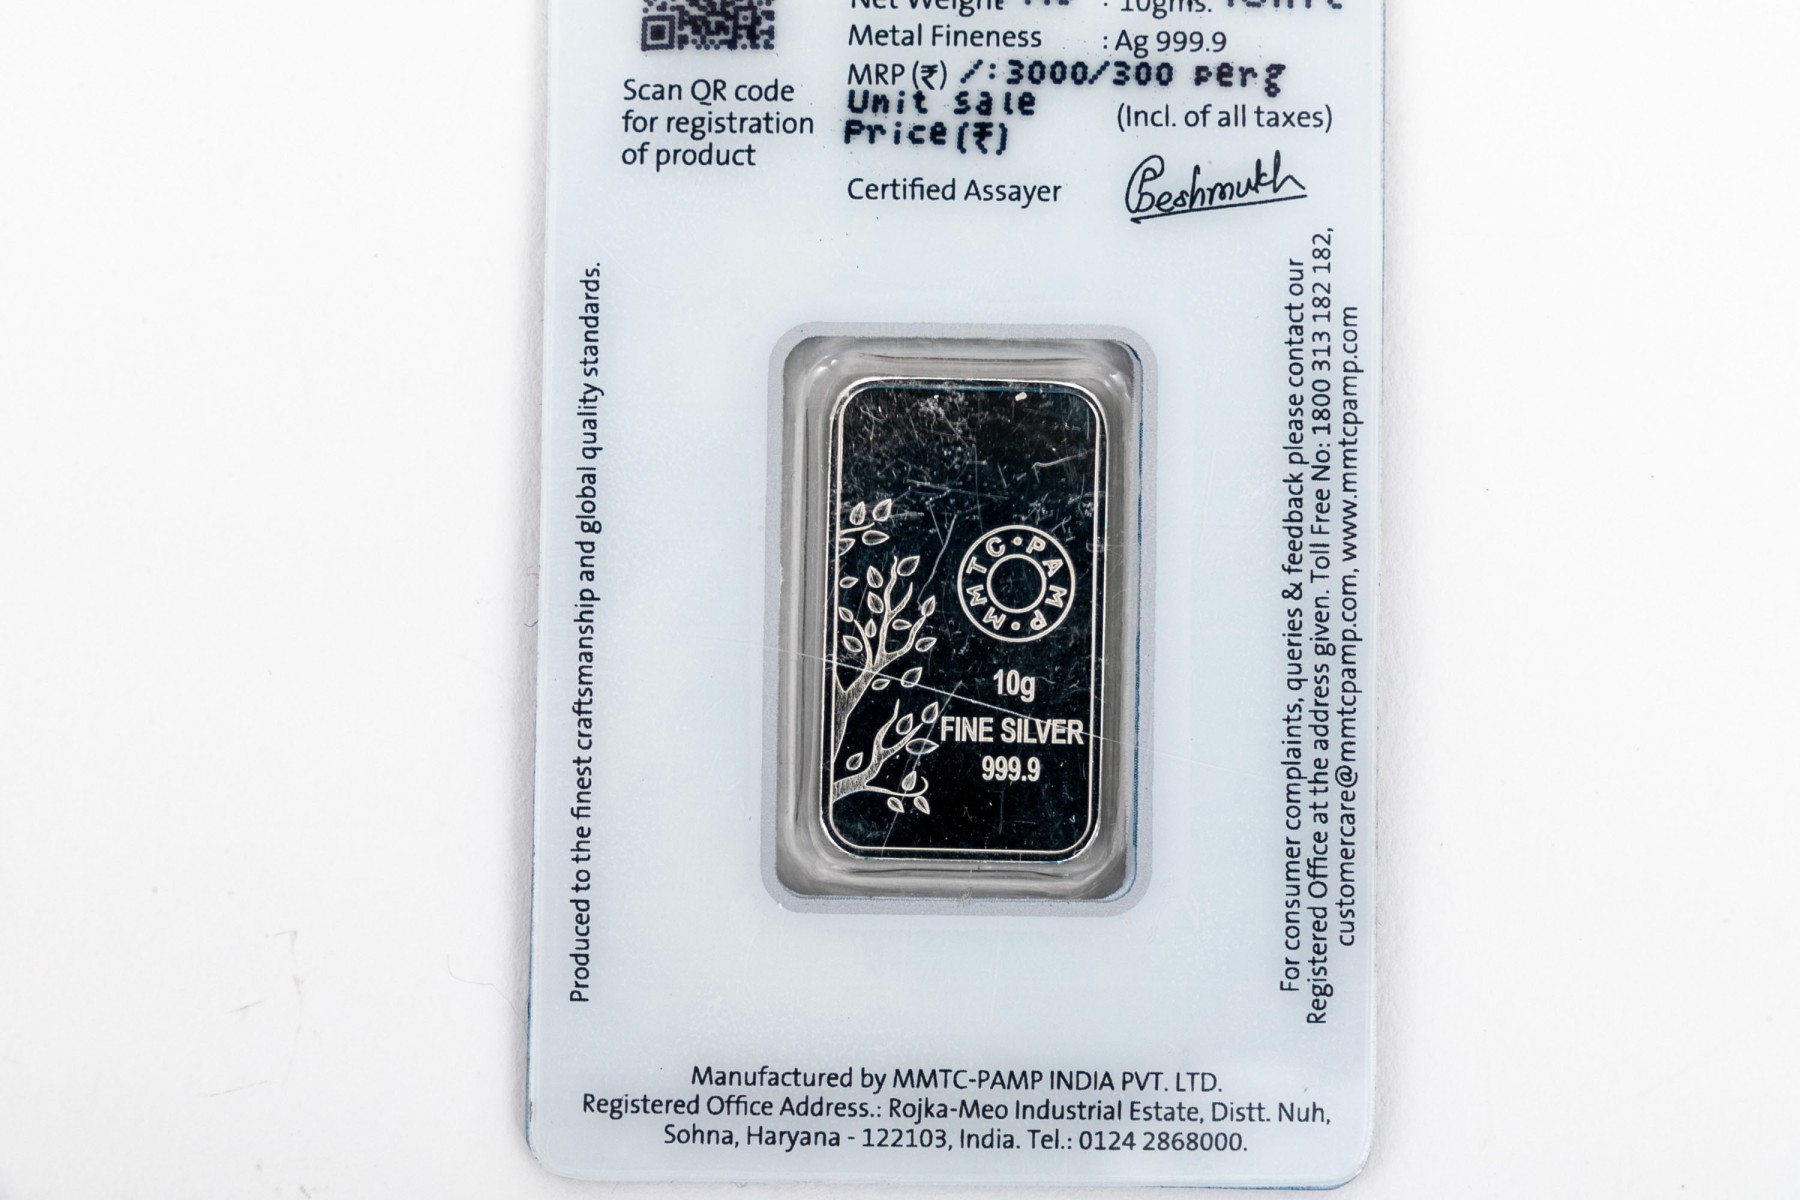 Net Weight : 10gms.
Metal Fineness : Ag 999.9
MRP (₹) /: 3000/300 per g
Unit sale
Price(₹)
(Incl. of all taxes)
Certified Assayer
Scan QR code
for registration
of product
Produced to the finest craftsmanship and global quality standards.
MMTC·PAMP·
10g
FINE SILVER
999.9
For consumer complaints, queries & feedback please contact our
Registered Office at the address given. Toll Free No: 1800 313 182 182,
customercare@mmtcpamp.com, www.mmtcpamp.com
Manufactured by MMTC-PAMP INDIA PVT. LTD.
Registered Office Address.: Rojka-Meo Industrial Estate, Distt. Nuh,
Sohna, Haryana - 122103, India. Tel.: 0124 2868000.